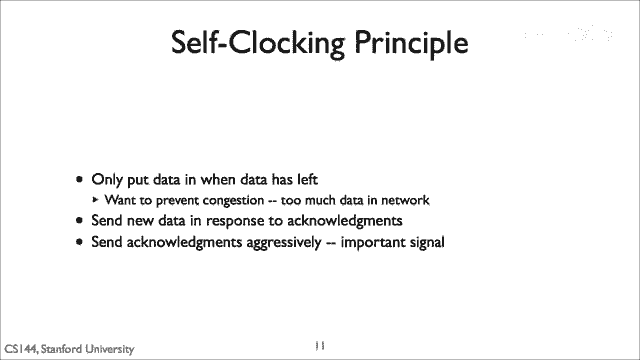 Self-Clocking Principle
• Only put data in when data has left
▸ Want to prevent congestion -- too much data in network
• Send new data in response to acknowledgments
• Send acknowledgments aggressively -- important signal
CS144, Stanford University
11